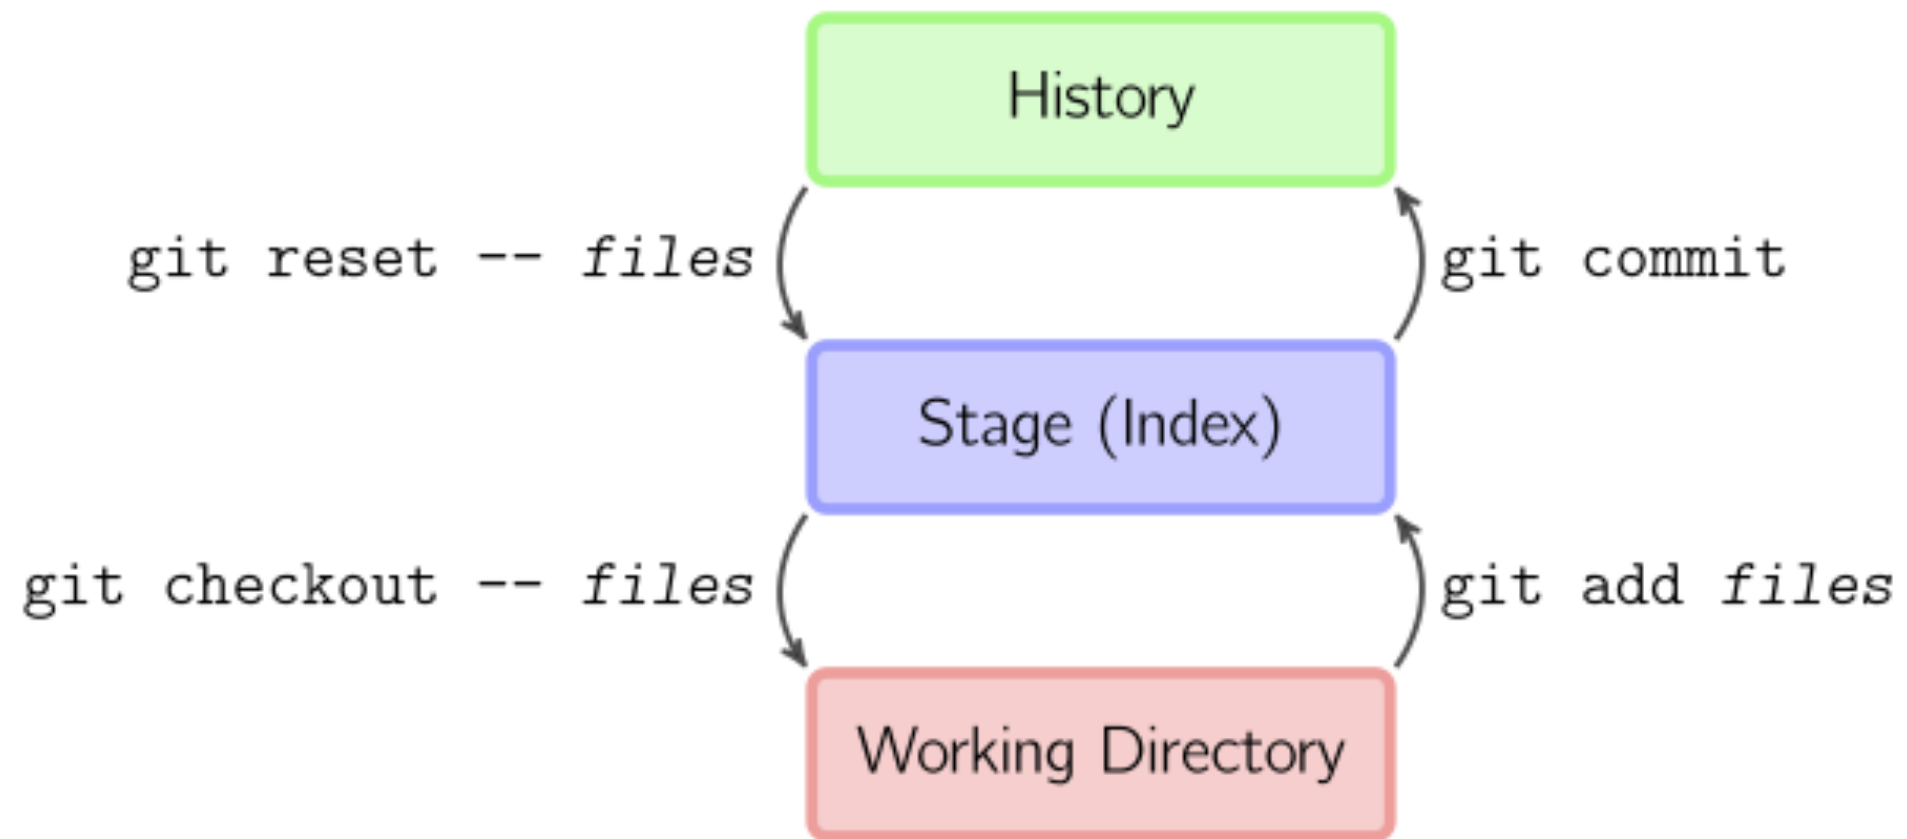 History
git reset -- files
git commit
Stage (Index)
git checkout -- files
git add files
Working Directory